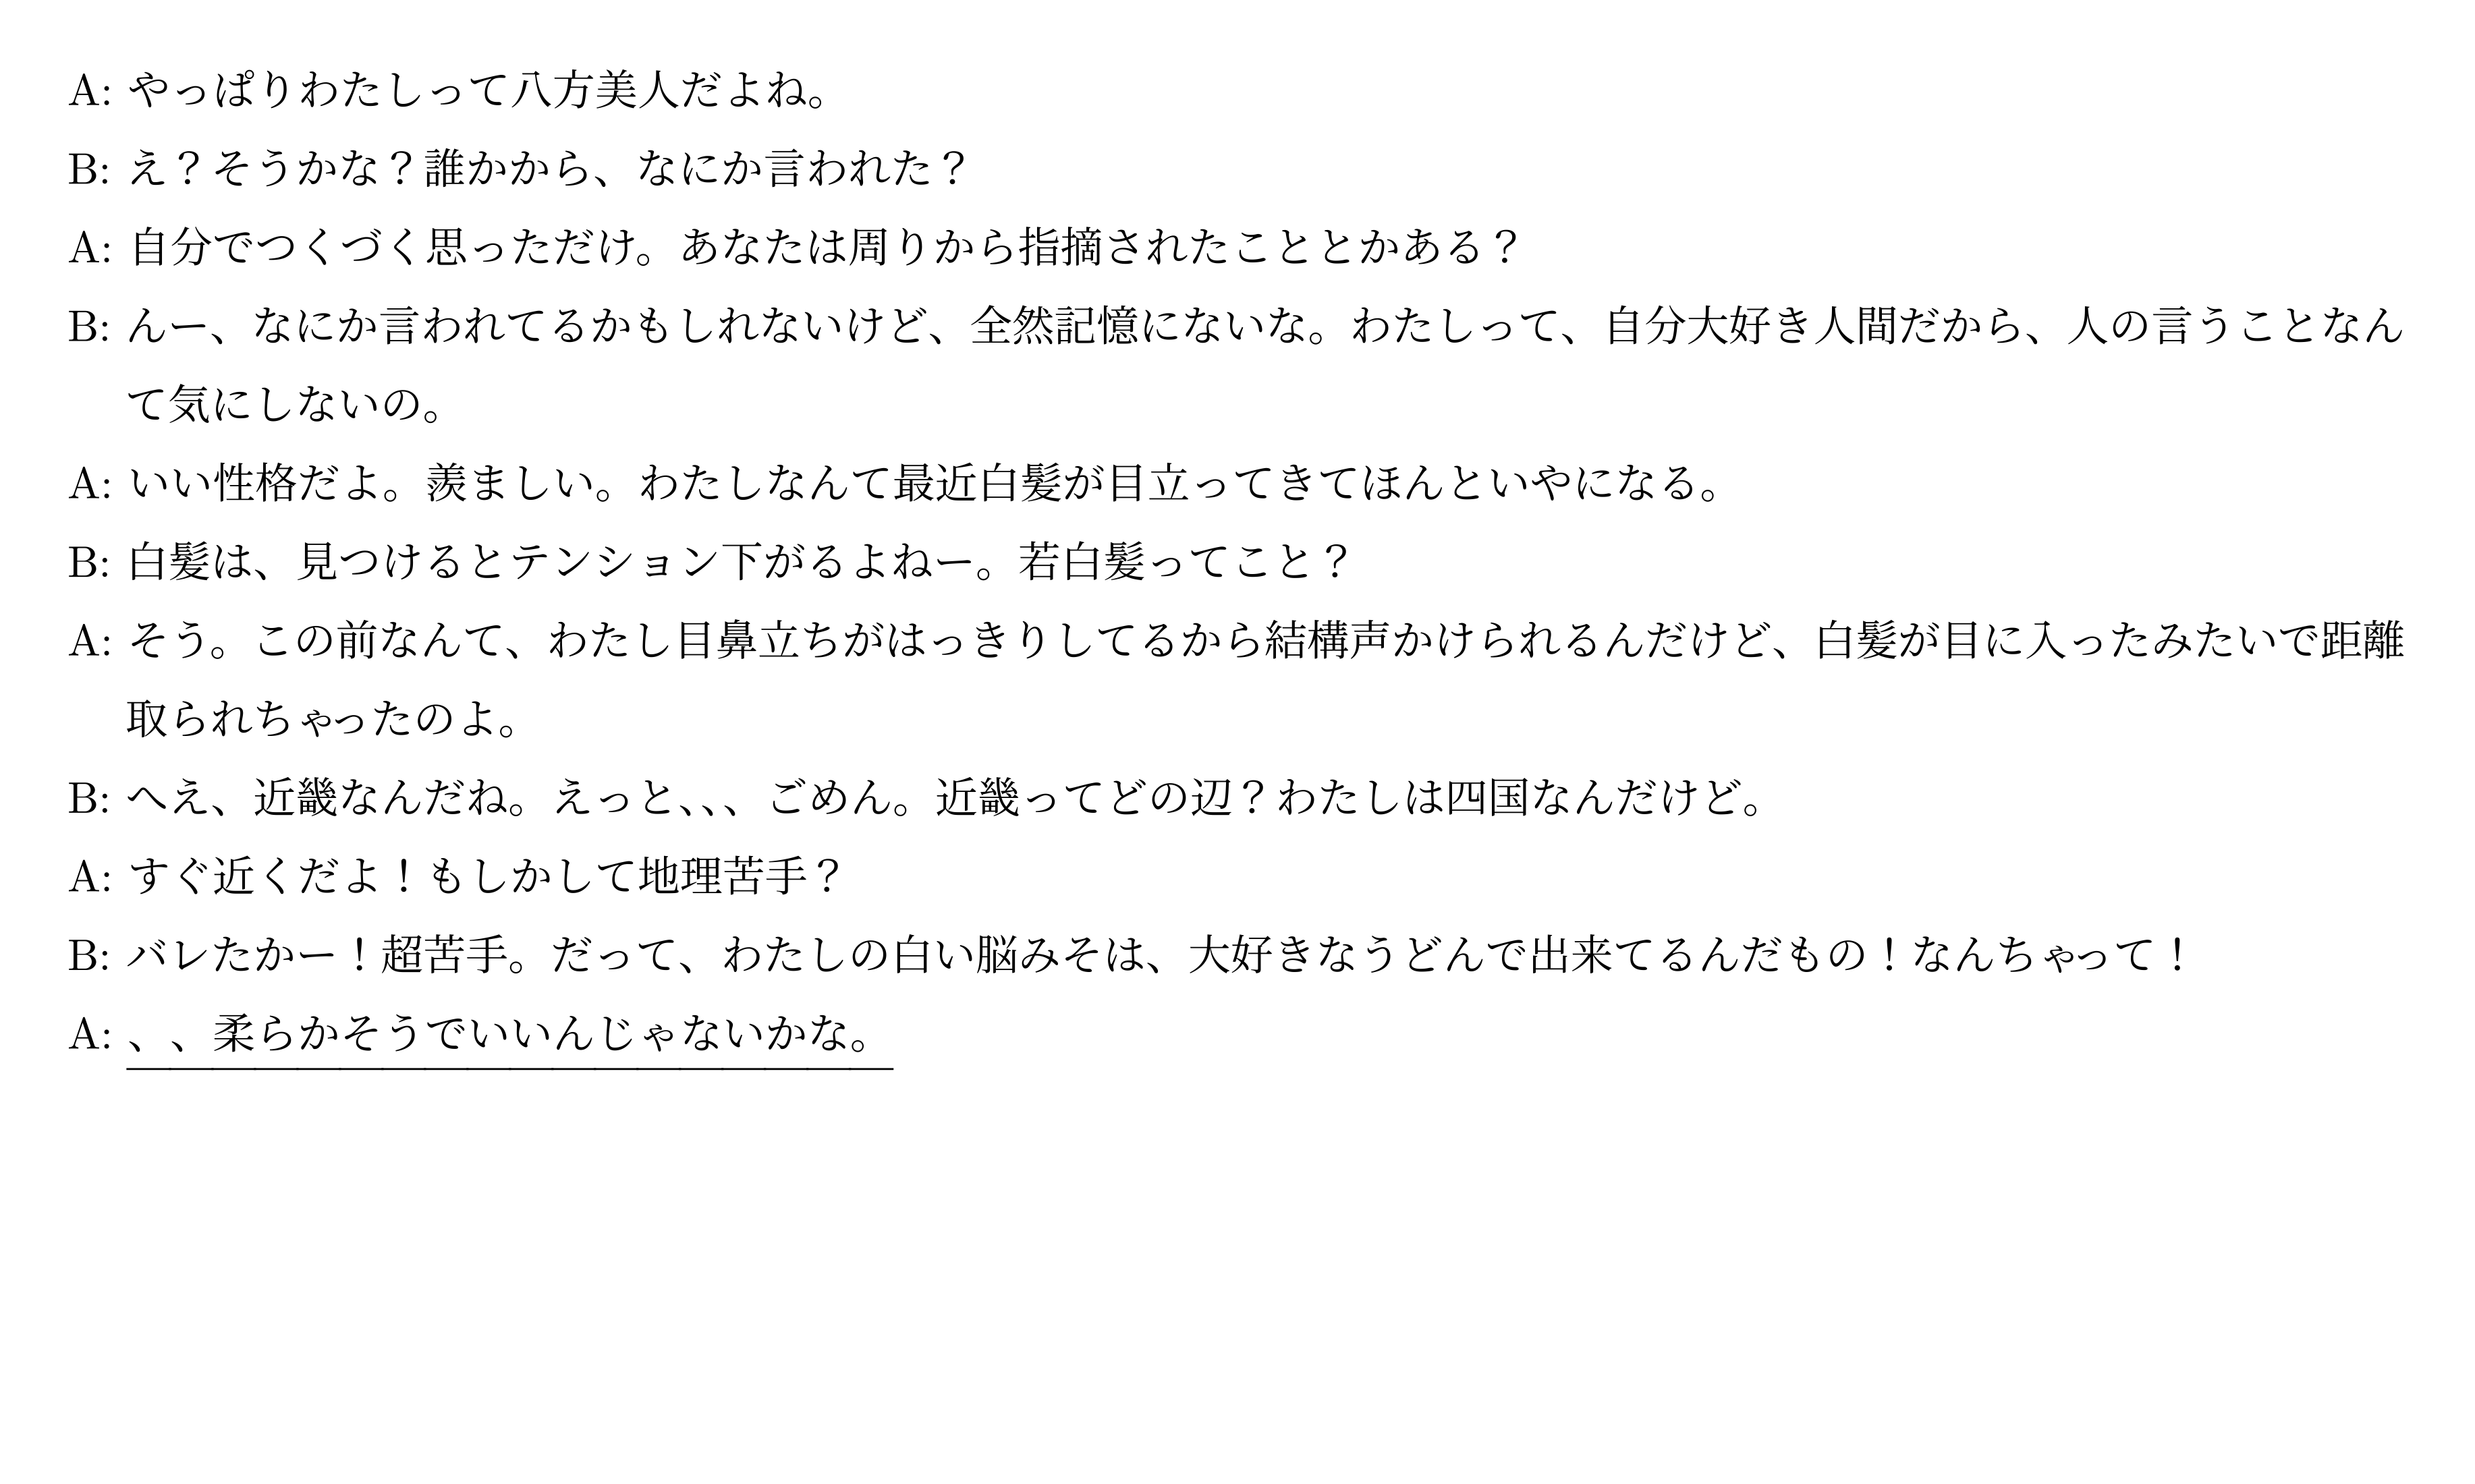 A: やっぱりわたしって八方美人だよね。
B: え？そうかな？誰かから、なにか言われた？
A: 自分でつくづく思っただけ。あなたは周りから指摘されたこととかある？
B: んー、なにか言われてるかもしれないけど、全然記憶にないな。わたしって、自分大好き人間だから、人の言うことなん
て気にしないの。
A: いい性格だよ。羨ましい。わたしなんて最近白髪が目立ってきてほんといやになる。
B: 白髪は、見つけるとテンション下がるよねー。若白髪ってこと？
A: そう。この前なんて、わたし目鼻立ちがはっきりしてるから結構声かけられるんだけど、白髪が目に入ったみたいで距離
取られちゃったのよ。
B: へえ、近畿なんだね。えっと、、、ごめん。近畿ってどの辺？わたしは四国なんだけど。
A: すぐ近くだよ！もしかして地理苦手？
B: バレたかー！超苦手。だって、わたしの白い脳みそは、大好きなうどんで出来てるんだもの！なんちゃって！
A: 、、柔らかそうでいいんじゃないかな。